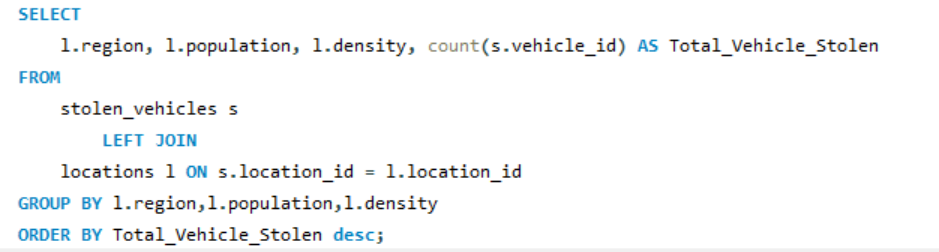 SELECT
l.region, l.population, l.density, count(s.vehicle_id) AS Total_Vehicle_Stolen
FROM
stolen_vehicles s
LEFT JOIN
locations l ON s.location_id = l.location_id
GROUP BY l.region,l.population,l.density
ORDER BY Total_Vehicle_Stolen desc;